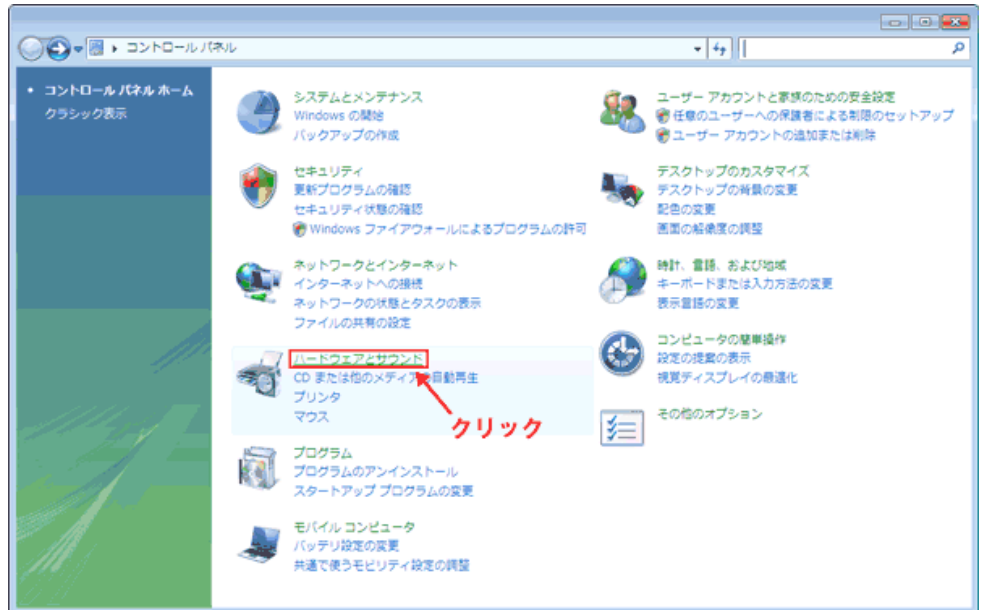 コントロール パネル
コントロール パネル ホーム
クラシック表示
システムとメンテナンス
Windows の開始
バックアップの作成
セキュリティ
更新プログラムの確認
セキュリティ状態の確認
Windows ファイアウォールによるプログラムの許可
ネットワークとインターネット
インターネットへの接続
ネットワークの状態とタスクの表示
ファイルの共有の設定
ハードウェアとサウンド
CD または他のメディアの自動再生
プリンタ
マウス
クリック
プログラム
プログラムのアンインストール
スタートアップ プログラムの変更
モバイル コンピュータ
バッテリ設定の変更
共通で使うモビリティ設定の調整
ユーザー アカウントと家族のための安全設定
任意のユーザーへの保護者による制限のセットアップ
ユーザー アカウントの追加または削除
デスクトップのカスタマイズ
デスクトップの背景の変更
配色の変更
画面の解像度の調整
時計、言語、および地域
キーボードまたは入力方法の変更
表示言語の変更
コンピュータの簡単操作
設定の提案の表示
視覚ディスプレイの最適化
その他のオプション